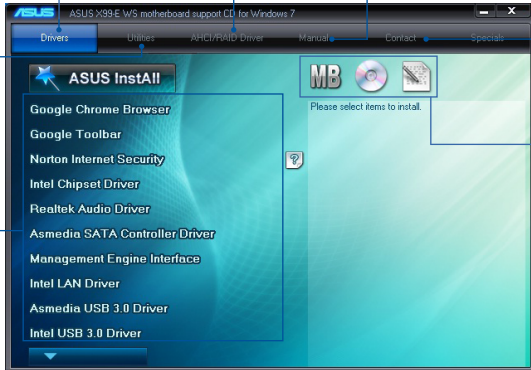 ASUS ASUS X99-E WS motherboard support CD for Windows 7
Drivers Utilities AHCI/RAID Driver Manual Contact Specials
ASUS InstAll
MB
Please select items to install.
Google Chrome Browser
Google Toolbar
Norton Internet Security
?
Intel Chipset Driver
Realtek Audio Driver
Asmedia SATA Controller Driver
Management Engine Interface
Intel LAN Driver
Asmedia USB 3.0 Driver
Intel USB 3.0 Driver